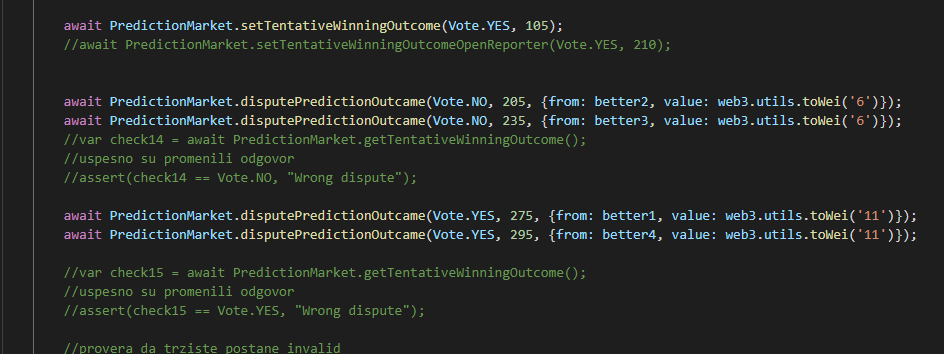 await PredictionMarket.setTentativeWinningOutcome(Vote.YES, 105);
//await PredictionMarket.setTentativeWinningOutcomeOpenReporter(Vote.YES, 210);
await PredictionMarket.disputePredictionOutcame(Vote.NO, 205, {from: better2, value: web3.utils.toWei('6')});
await PredictionMarket.disputePredictionOutcame(Vote.NO, 235, {from: better3, value: web3.utils.toWei('6')});
//var check14 = await PredictionMarket.getTentativeWinningOutcome();
//uspesno su promenili odgovor
//assert(check14 == Vote.NO, "Wrong dispute");
await PredictionMarket.disputePredictionOutcame(Vote.YES, 275, {from: better1, value: web3.utils.toWei('11')});
await PredictionMarket.disputePredictionOutcame(Vote.YES, 295, {from: better4, value: web3.utils.toWei('11')});
//var check15 = await PredictionMarket.getTentativeWinningOutcome();
//uspesno su promenili odgovor
//assert(check15 == Vote.YES, "Wrong dispute");
//provera da trziste postane invalid